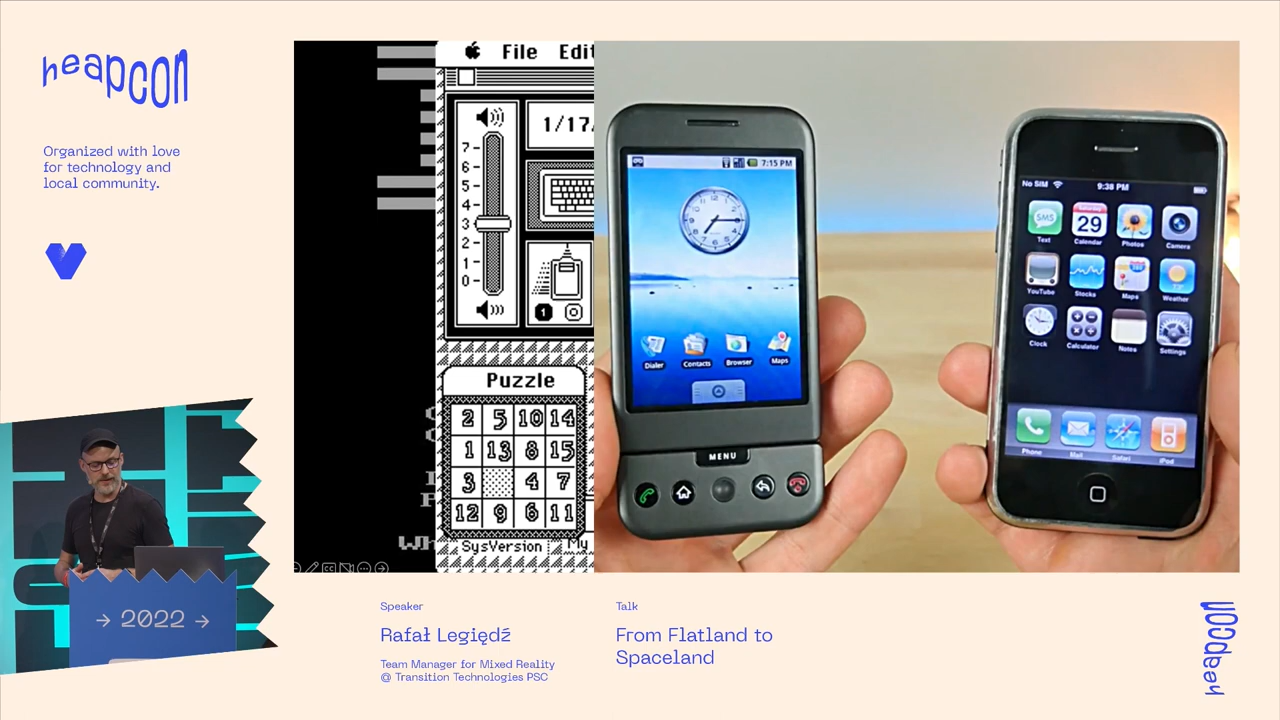 heapcon
Organized with love
for technology and
local community.
File Edit
7
6
5
4
3
2
1
0
1/17/
1
Puzzle
2 5 10 14
1 13 8 15
3 4 7
12 9 6 11
SysVersion My
Wh
7:15 PM
Dialer Contacts Browser Maps
MENU
No SIM 9:38 PM
SMS 29
Text Calendar Photos Camera
YouTube Stocks Maps Weather
Clock Calculator Notes Settings
Phone Mail Safari iPod
→ 2022 →
Speaker
Rafał Legiędź
Team Manager for Mixed Reality
@ Transition Technologies PSC
Talk
From Flatland to
Spaceland
heapcon